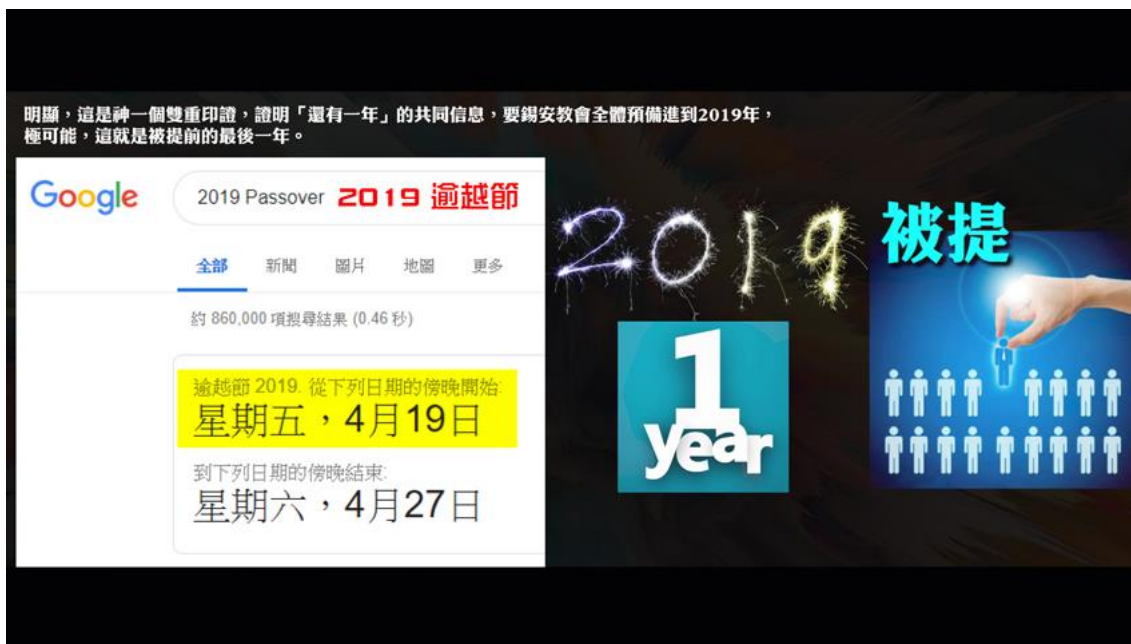 明顯，這是神一個雙重印證，證明「還有一年」的共同信息，要錫安教會全體預備進到2019年，
極可能，這就是被提前的最後一年。
Google
2019 Passover 2019 逾越節
全部 新聞 圖片 地圖 更多
約 860,000 項搜尋結果 (0.46 秒)
逾越節 2019. 從下列日期的傍晚開始:
星期五，4月19日
到下列日期的傍晚結束:
星期六，4月27日
2019
被提
1
year